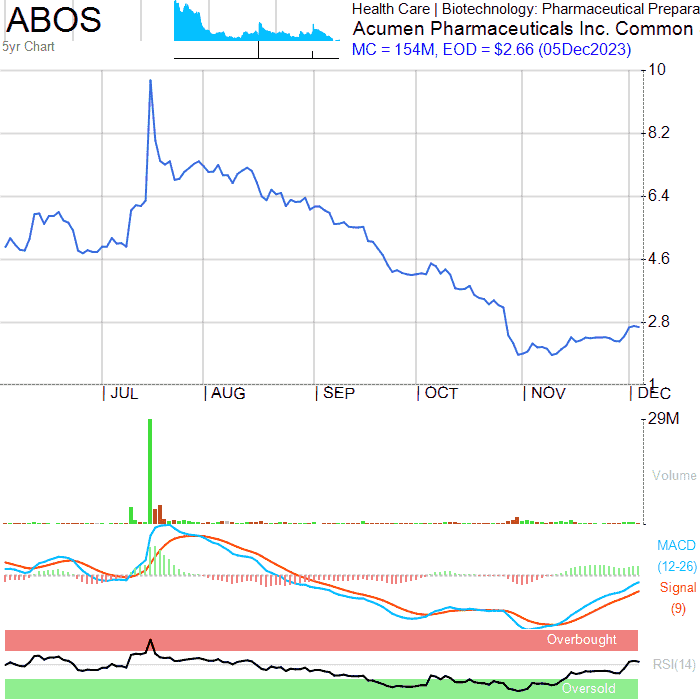 ABOS
5yr Chart
Health Care | Biotechnology: Pharmaceutical Prepara
Acumen Pharmaceuticals Inc. Common
MC = 154M, EOD = $2.66 (05Dec2023)
10
8.2
6.4
4.6
2.8
1
JUL
AUG
SEP
OCT
NOV
DEC
29M
Volume
MACD
(12-26)
Signal
(9)
Overbought
RSI(14)
Oversold